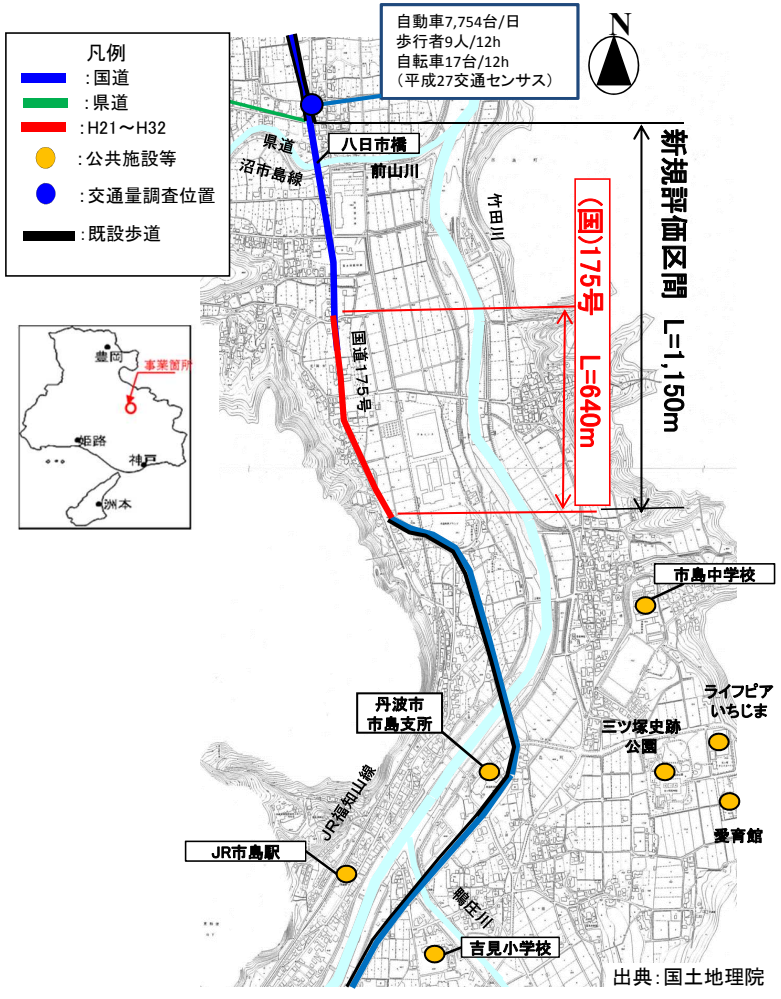 自動車7,754台/日
歩行者9人/12h
自転車17台/12h
（平成27交通センサス）
N
凡例
：国道
：県道
：H21～H32
：公共施設等
：交通量調査位置
：既設歩道
県道
沼市島線
八日市橋
前山川
竹田川
新規評価区間　L=1,150m
(国)175号　L=640m
国道175号
豊岡
事業箇所
姫路
神戸
洲本
市島中学校
ライフピア
いちじま
三ツ塚史跡
公園
愛育館
丹波市
市島支所
JR福知山線
JR市島駅
鴨庄川
吉見小学校
出典：国土地理院